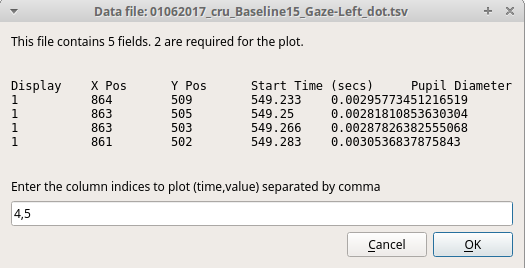 Data file: 01062017_cru_Baseline15_Gaze-Left_dot.tsv
This file contains 5 fields. 2 are required for the plot.
Display X Pos Y Pos Start Time (secs) Pupil Diameter
1 864 509 549.233 0.00295773451216519
1 863 505 549.25 0.00281810853630304
1 863 503 549.266 0.00287826382555068
1 861 502 549.283 0.0030536837875843
Enter the column indices to plot (time,value) separated by comma
4,5
Cancel OK